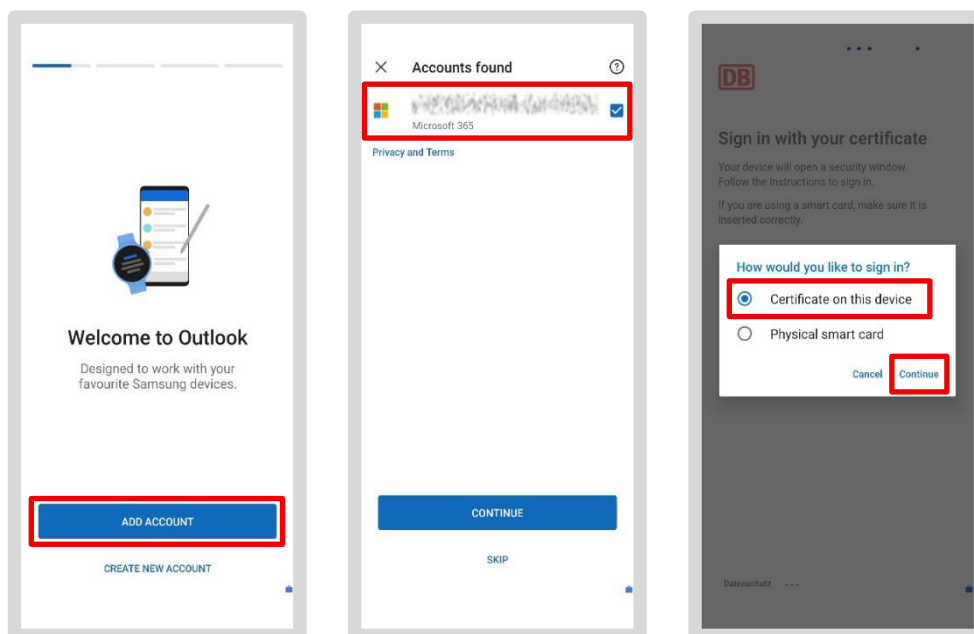 Welcome to Outlook
Designed to work with your
favourite Samsung devices.
ADD ACCOUNT
CREATE NEW ACCOUNT
Accounts found
?
Microsoft 365
Privacy and Terms
CONTINUE
SKIP
DB
Sign in with your certificate
Your device will open a security window.
Follow the instructions to sign in.
If you are using a smart card, make sure it is
inserted correctly.
How would you like to sign in?
Certificate on this device
Physical smart card
Cancel Continue
Datenschutz ...